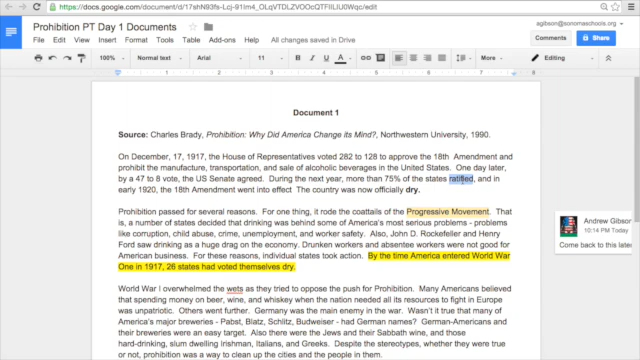 https://docs.google.com/document/d/
/edit
Prohibition PT Day 1 Documents
agibson@sonomaschools.org
File Edit View Insert Format Tools Table Add-ons Help
All changes saved in Drive
Comments
Share
100%
Normal text
Arial
11
B I U A
Editing
1 2 3 4 5 6 7
Document 1
Source: Charles Brady, Prohibition: Why Did America Change its Mind?, Northwestern University, 1990.
On December, 17, 1917, the House of Representatives voted 282 to 128 to approve the 18th Amendment and
prohibit the manufacture, transportation, and sale of alcoholic beverages in the United States. One day later,
by a 47 to 8 vote, the US Senate agreed. During the next year, more than 75% of the states ratified, and in
early 1920, the 18th Amendment went into effect The country was now officially dry.
Prohibition passed for several reasons. For one thing, it rode the coattails of the Progressive Movement. That
is, a number of states decided that drinking was behind some of America's most serious problems - problems
like corruption, child abuse, crime, unemployment, and worker safety. Also, John D. Rockefeller and Henry
Ford saw drinking as a huge drag on the economy. Drunken workers and absentee workers were not good for
American business. For these reasons, individual states took action. By the time America entered World War
One in 1917, 26 states had voted themselves dry.
Andrew Gibson
10:14 PM Today
Come back to this later
World War I overwhelmed the wets as they tried to oppose the push for Prohibition. Many Americans believed
that spending money on beer, wine, and whiskey when the nation needed all its resources to fight in Europe
was unpatriotic. Others went further. Germany was the main enemy in the war. Wasn't it true that many of
America's major breweries - Pabst, Blatz, Schlitz, Budweiser - had German names? German-Americans and
their breweries were an easy target. Also there were the Jews and their Sabbath wine, and those
hard-drinking, slum dwelling Irishman, Italians, and Greeks. Despite the stereotypes, whether they were true
or not, prohibition was a way to clean up the cities and the people in them.